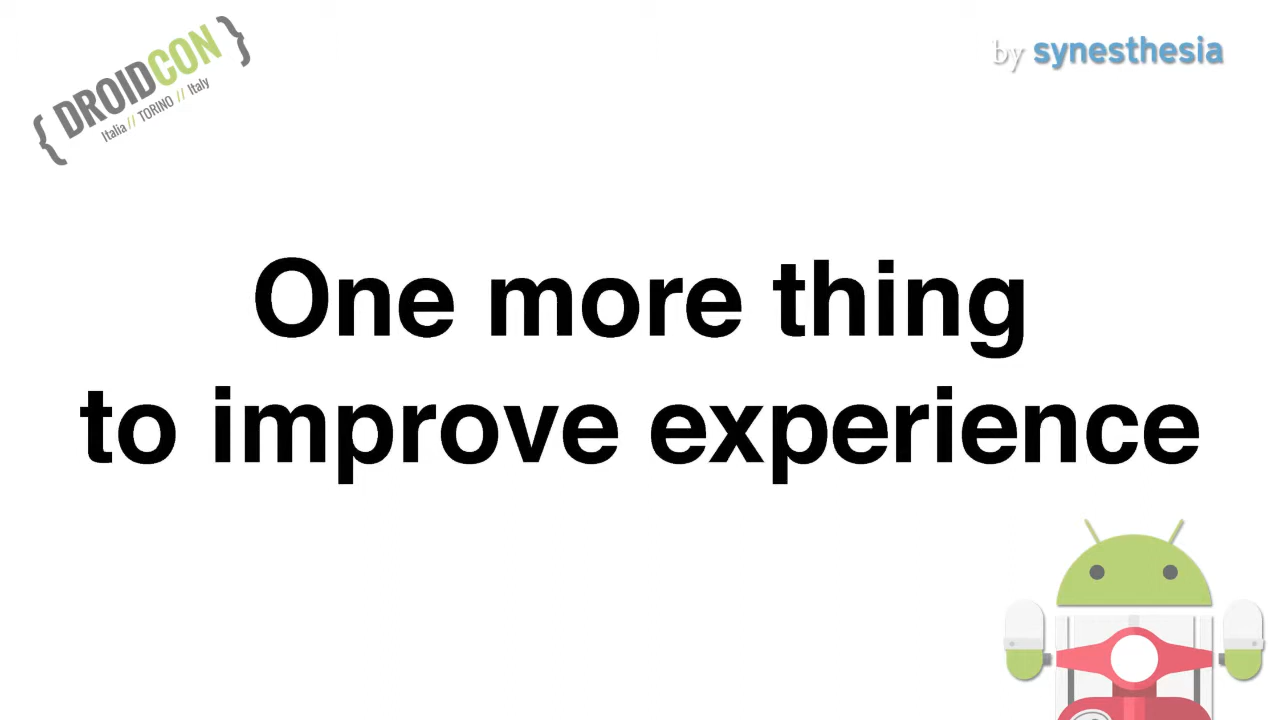 { DROIDCON }
Italia // TORINO // Italy
by synesthesia
One more thing
to improve experience